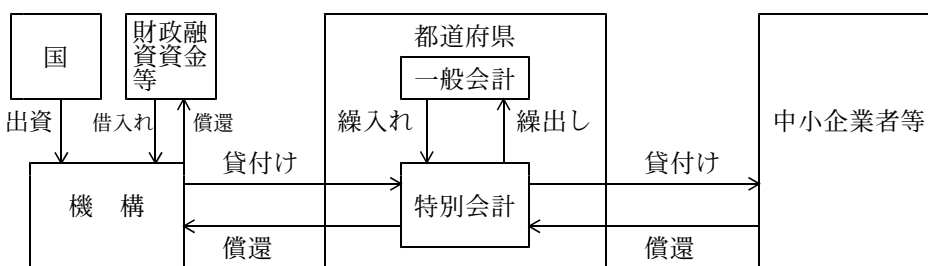 国
財政融
資資金
等
都道府県
一般会計
出資
借入れ
償還
繰入れ
繰出し
中小企業者等
貸付け
貸付け
機 構
特別会計
償還
償還